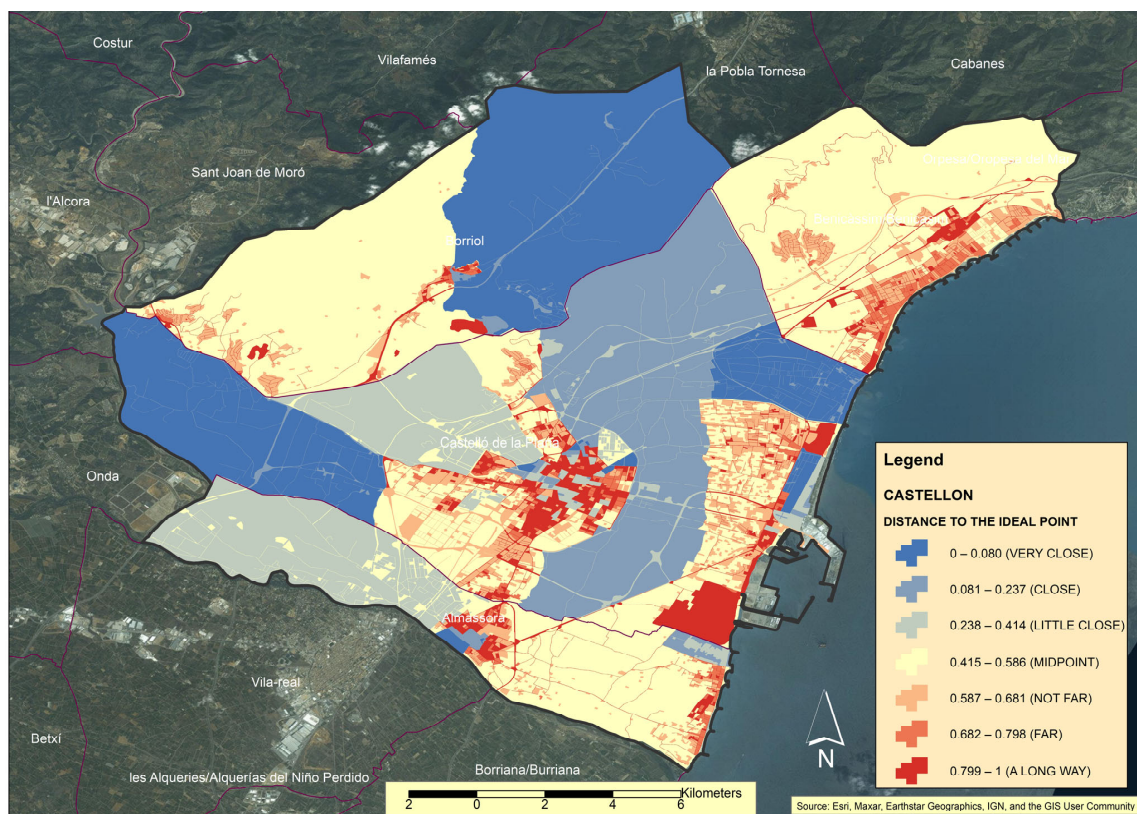 Costur
Vilafamés
la Pobla Tornesa
Cabanes
Sant Joan de Moró
l'Alcora
Borriol
Castelló de la Plana
Onda
Almassora
Vila-real
Betxí
les Alqueries/Alquerías del Niño Perdido
Borriana/Burriana
Legend
CASTELLON
DISTANCE TO THE IDEAL POINT
0 – 0.080 (VERY CLOSE)
0.081 – 0.237 (CLOSE)
0.238 – 0.414 (LITTLE CLOSE)
0.415 – 0.586 (MIDPOINT)
0.587 – 0.681 (NOT FAR)
0.682 – 0.798 (FAR)
0.799 – 1 (A LONG WAY)
N
2 0 2 4 6 Kilometers
Source: Esri, Maxar, Earthstar Geographics, IGN, and the GIS User Community